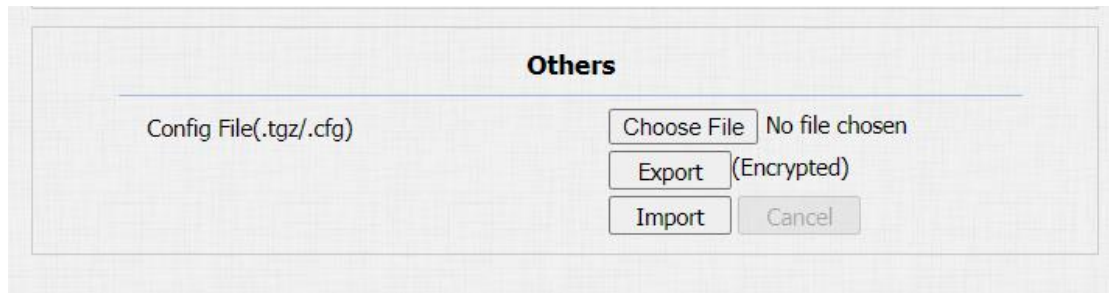 Others
Config File(.tgz/.cfg) Choose File No file chosen
Export (Encrypted)
Import Cancel